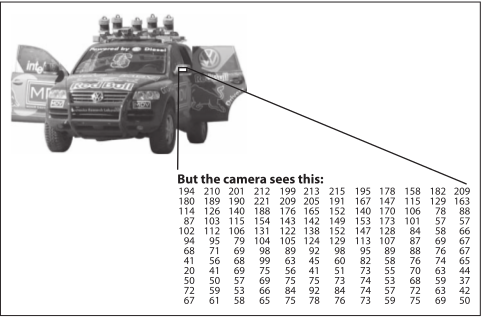 Powered by Diesel
intel
Red Bull
But the camera sees this:
194 210 201 212 199 213 215 195 178 158 182 209
180 189 190 221 209 205 191 167 147 115 129 163
114 126 140 188 176 165 152 140 170 106 78 88
87 103 115 154 143 142 149 153 173 101 57 57
102 112 106 131 122 138 152 147 128 84 58 66
94 95 79 104 105 124 129 113 107 87 69 67
68 71 69 98 89 92 98 95 89 88 76 67
41 56 68 99 63 45 60 82 58 76 74 65
20 41 69 75 56 41 51 73 55 70 63 44
50 50 57 69 75 75 73 74 53 68 59 37
72 59 53 66 84 92 84 74 57 72 63 42
67 61 58 65 75 78 76 73 59 75 69 50